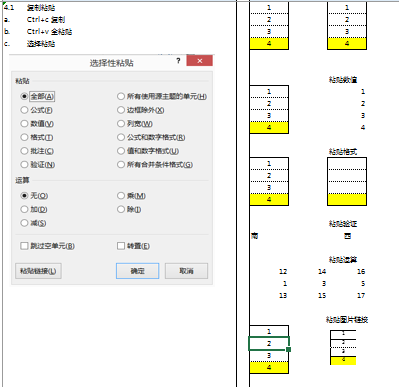 4.1 复制粘贴
a. Ctrl+c 复制
b. Ctrl+v 全粘贴
c. 选择粘贴
选择性粘贴 ? ×
粘贴
全部(A) 所有使用源主题的单元(H)
公式(F) 边框除外(X)
数值(V) 列宽(W)
格式(T) 公式和数字格式(R)
批注(C) 值和数字格式(U)
验证(N) 所有合并条件格式(G)
运算
无(O) 乘(M)
加(D) 除(I)
减(S)
跳过空单元(B) 转置(E)
粘贴链接(L) 确定 取消
1 1
2 2
3 3
4 4
粘贴数值
1 1
2 2
3 3
4 4
粘贴格式
1
2
3
4
粘贴验证
南 西
粘贴运算
12 14 16
1 3 5
13 15 17
粘贴图片链接
1 1
2 2
3 3
4 4